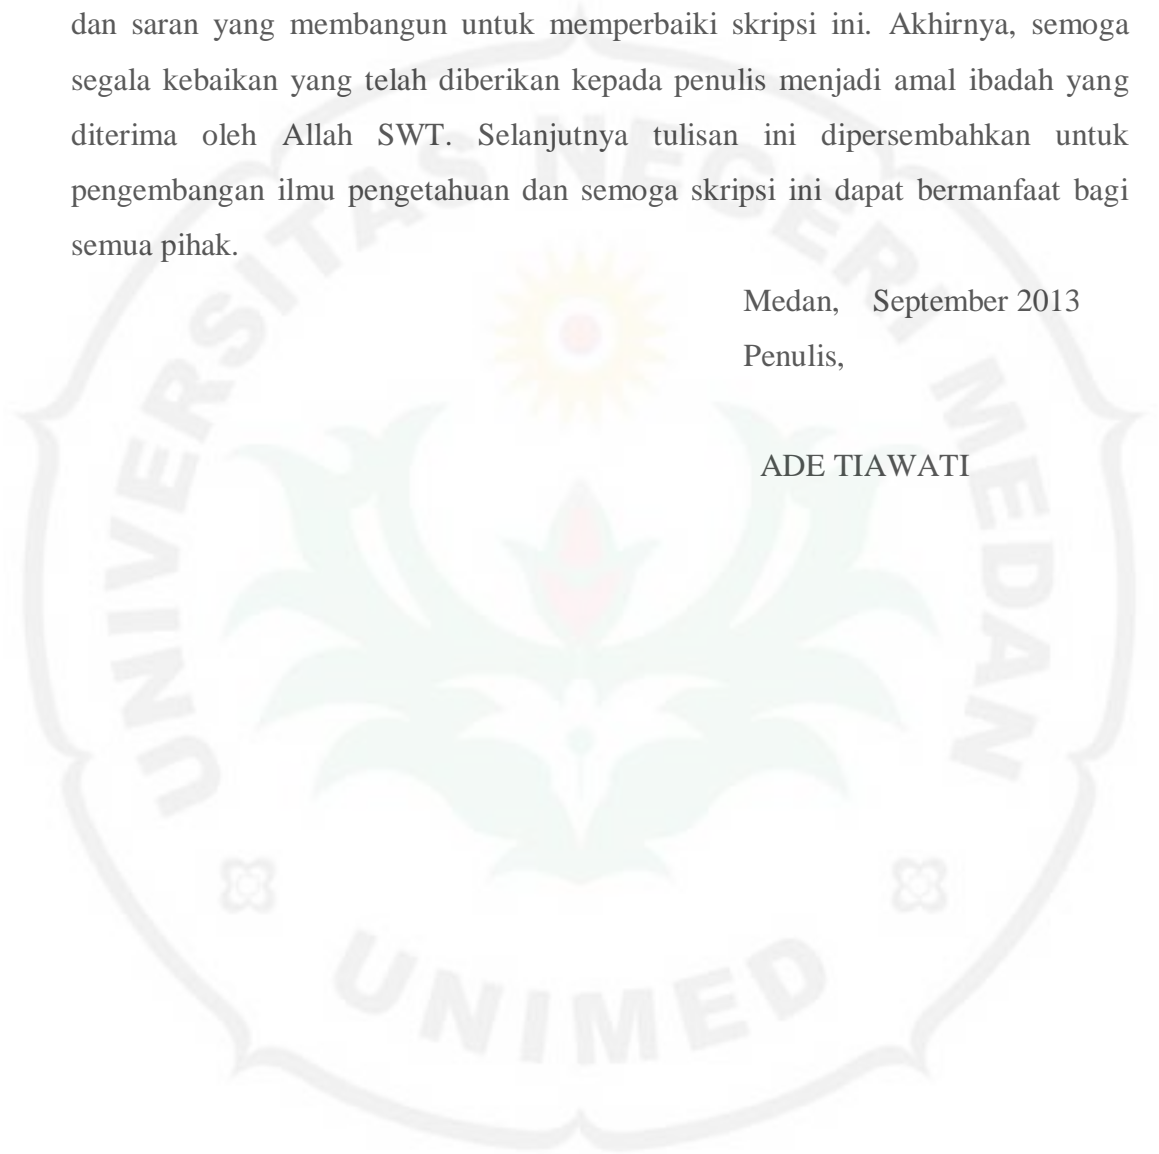 dan saran yang membangun untuk memperbaiki skripsi ini. Akhirnya, semoga
segala kebaikan yang telah diberikan kepada penulis menjadi amal ibadah yang
diterima oleh Allah SWT. Selanjutnya tulisan ini dipersembahkan untuk
pengembangan ilmu pengetahuan dan semoga skripsi ini dapat bermanfaat bagi
semua pihak.
Medan, September 2013
Penulis,
ADE TIAWATI
UNIVERSITAS NEGERI MEDAN
UNIMED